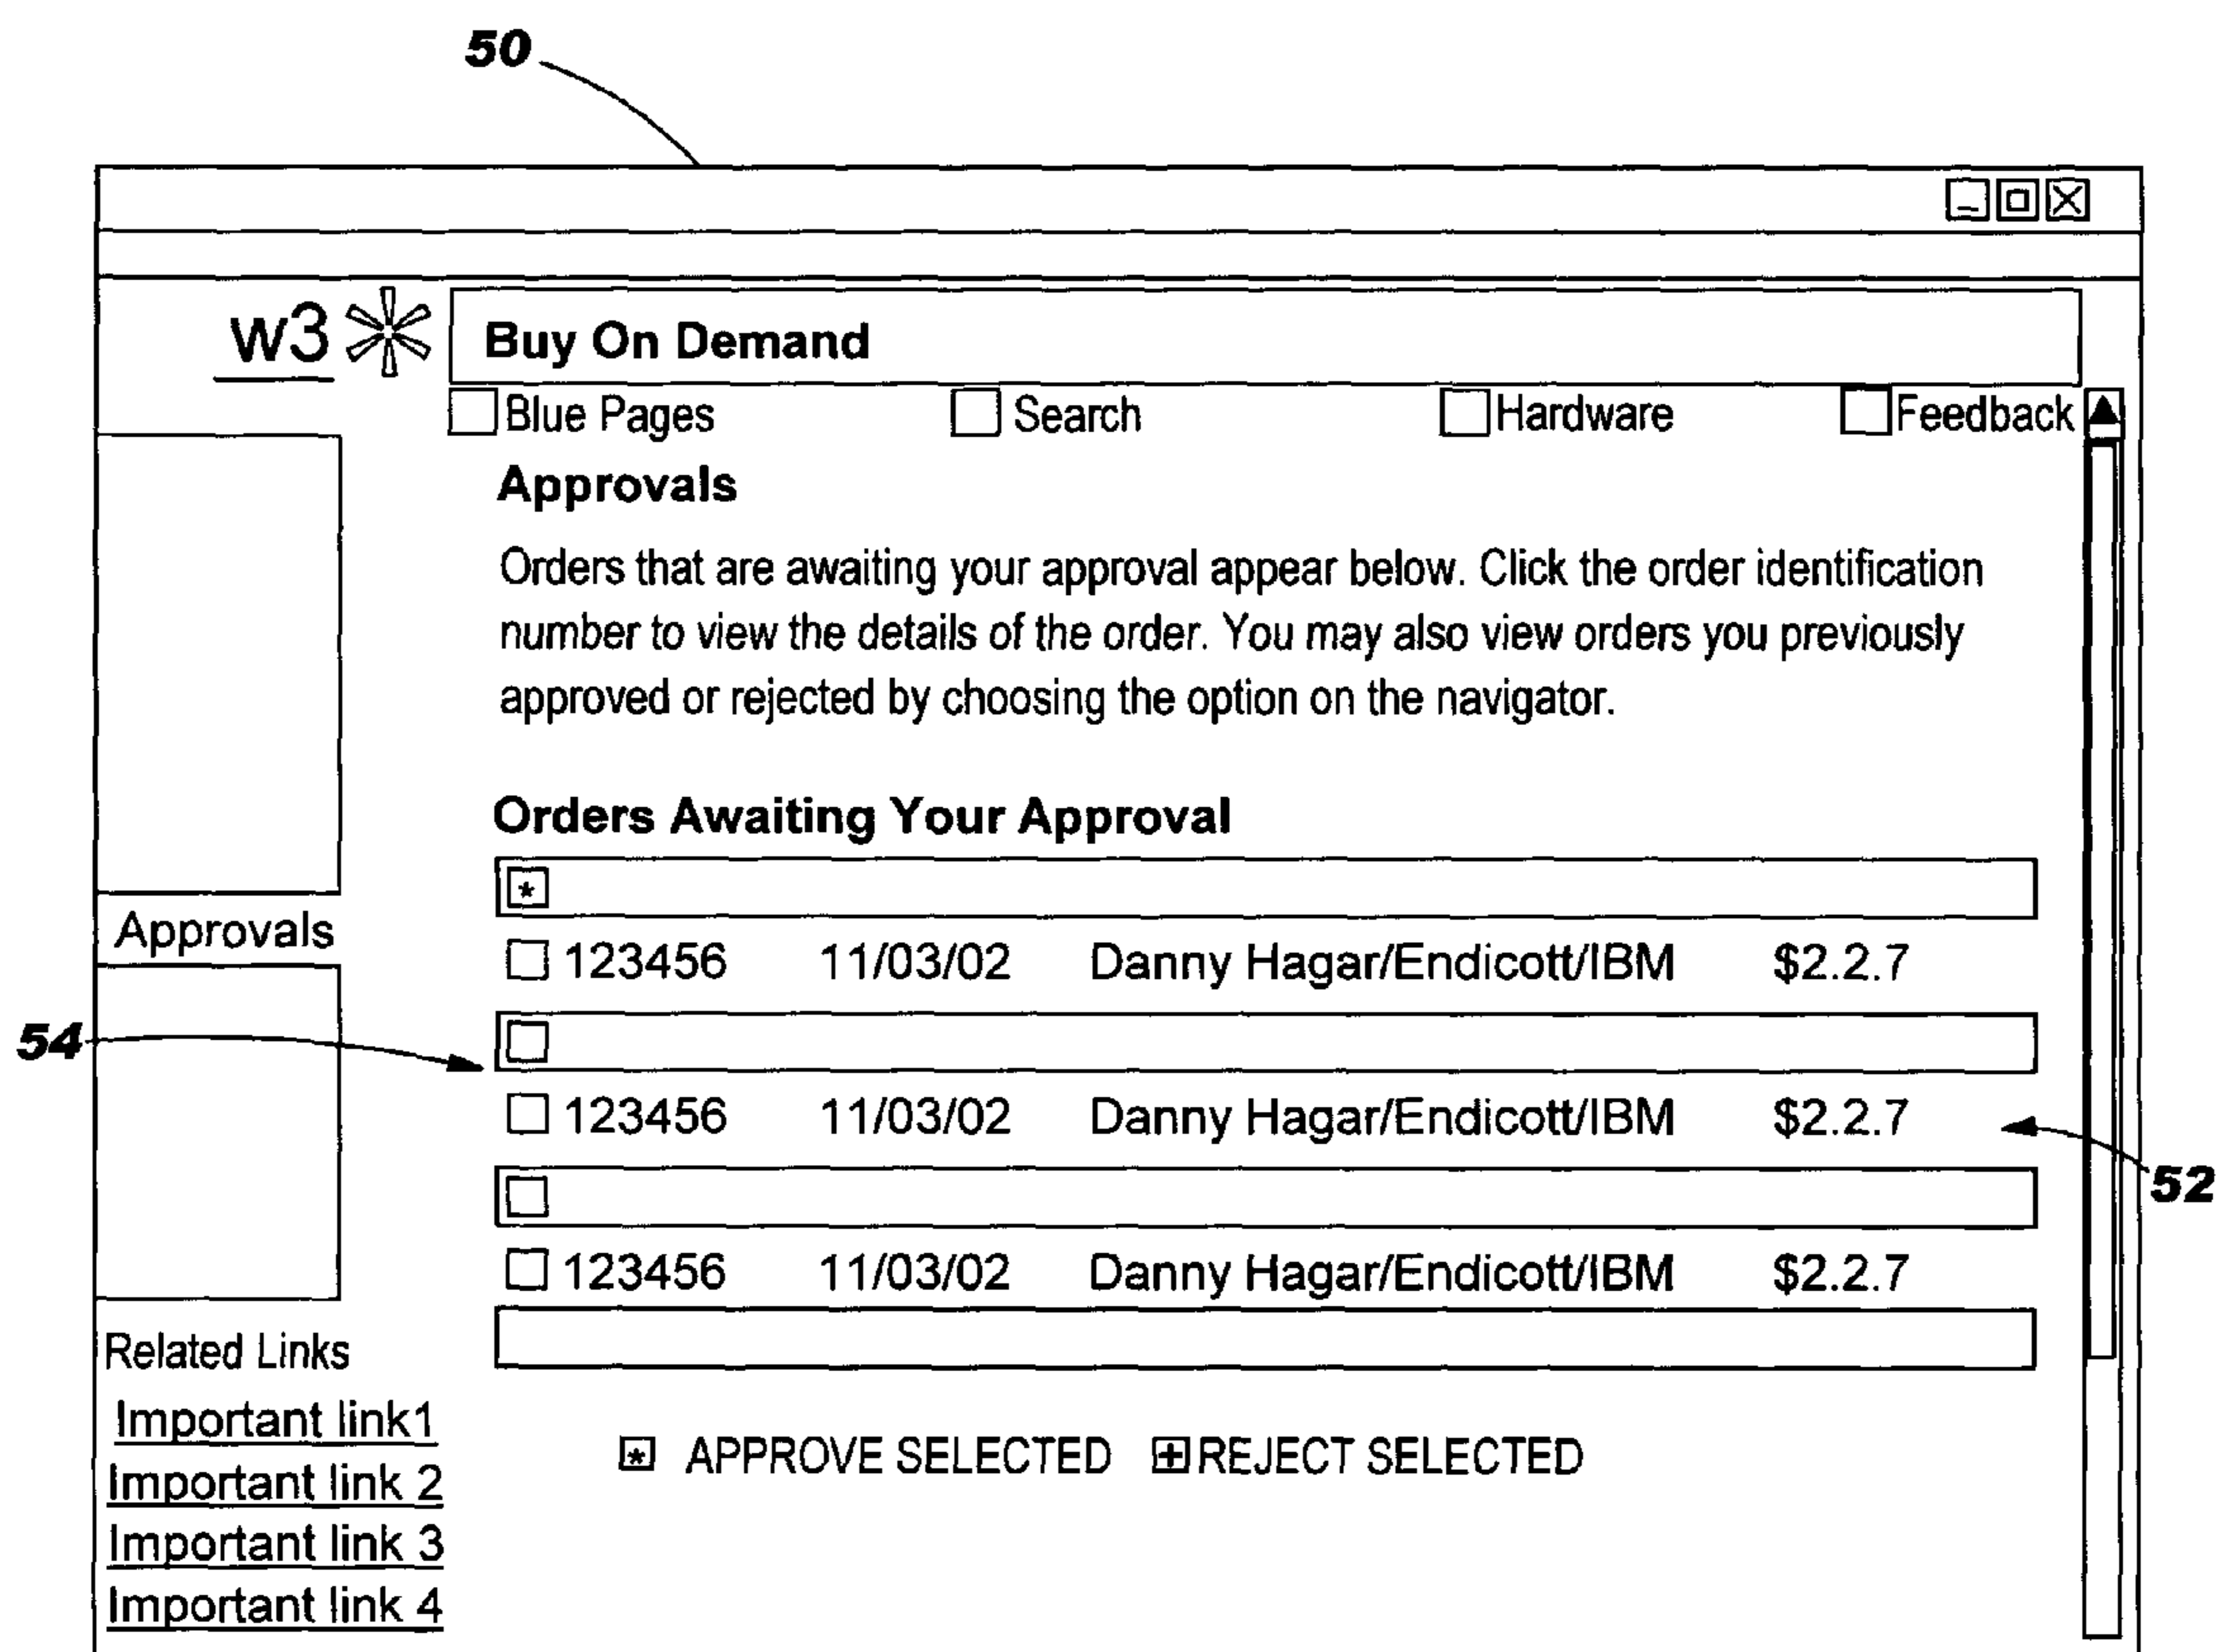 50
w3 Buy On Demand
Blue Pages Search Hardware Feedback
Approvals
Orders that are awaiting your approval appear below. Click the order identification
number to view the details of the order. You may also view orders you previously
approved or rejected by choosing the option on the navigator.
Orders Awaiting Your Approval
*
Approvals
123456 11/03/02 Danny Hagar/Endicott/IBM $2.2.7
54
123456 11/03/02 Danny Hagar/Endicott/IBM $2.2.7
52
123456 11/03/02 Danny Hagar/Endicott/IBM $2.2.7
Related Links
Important link1
Important link 2
Important link 3
Important link 4
* APPROVE SELECTED + REJECT SELECTED